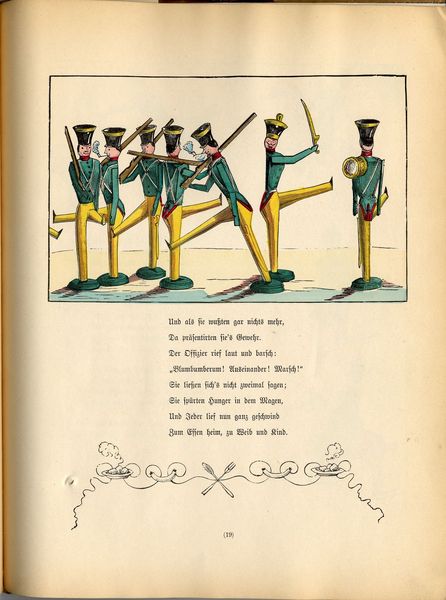 Und als sie wußten gar nichts mehr,
Da präsentirten sie's Gewehr.
Der Offizier rief laut und barsch:
„Blumbumberum! Auseinander! Marsch!“
Sie ließen sich's nicht zweimal sagen;
Sie spürten Hunger in dem Magen,
Und Jeder lief nun ganz geschwind
Zum Essen heim, zu Weib und Kind.
(19)